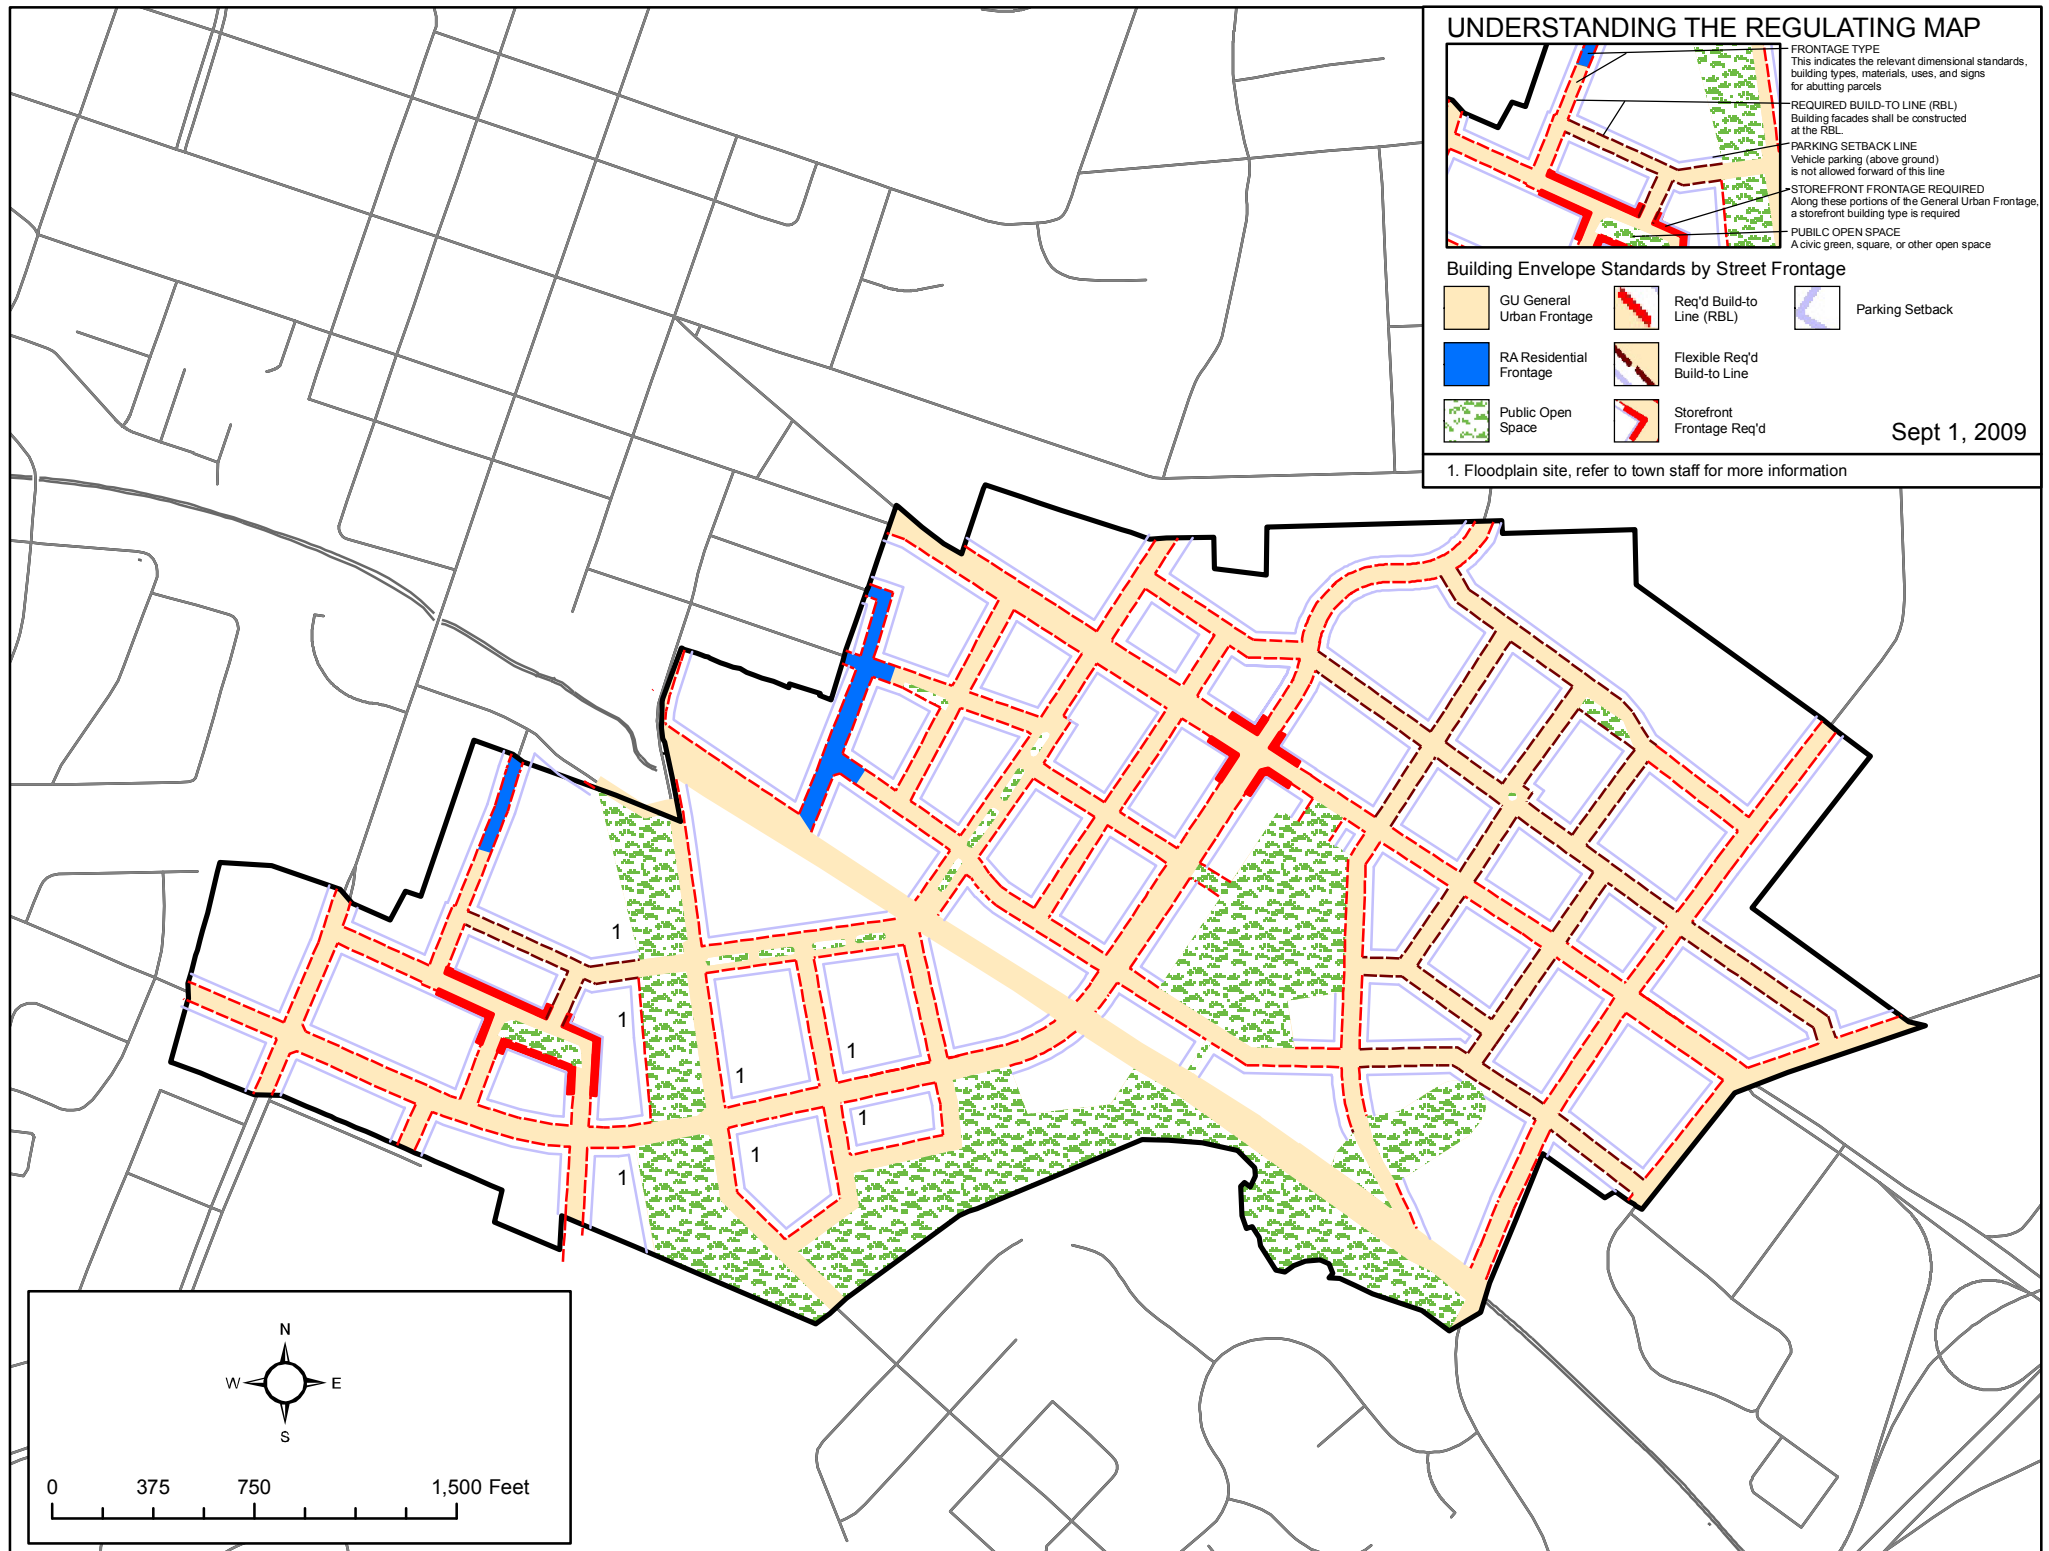 UNDERSTANDING THE REGULATING MAP
FRONTAGE TYPE
This indicates the relevant dimensional standards,
building types, materials, uses, and signs
for abutting parcels
REQUIRED BUILD-TO LINE (RBL)
Building facades shall be constructed
at the RBL.
PARKING SETBACK LINE
Vehicle parking (above ground)
is not allowed forward of this line
STOREFRONT FRONTAGE REQUIRED
Along these portions of the General Urban Frontage,
a storefront building type is required
PUBILC OPEN SPACE
A civic green, square, or other open space
Building Envelope Standards by Street Frontage
GU General
Urban Frontage
Req'd Build-to
Line (RBL)
Parking Setback
RA Residential
Frontage
Flexible Req'd
Build-to Line
Public Open
Space
Storefront
Frontage Req'd
Sept 1, 2009
1. Floodplain site, refer to town staff for more information
1
1
1
1
1
1
1
N
W E
S
0 375 750 1,500 Feet